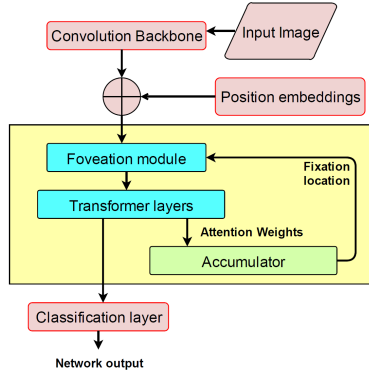 Input Image
Convolution Backbone
Position embeddings
Foveation module
Fixation
location
Transformer layers
Attention Weights
Accumulator
Classification layer
Network output